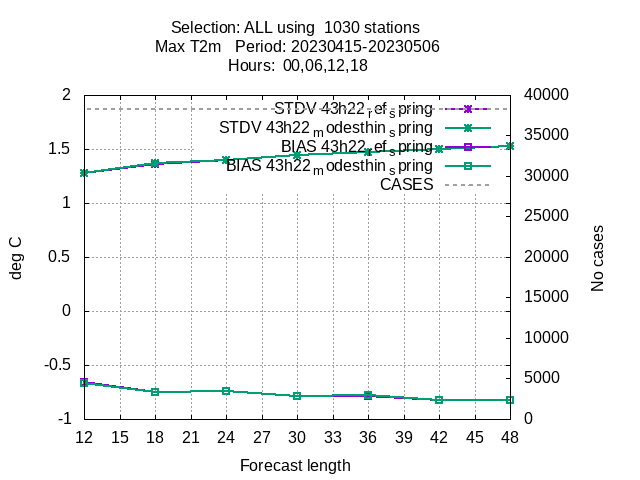 Selection: ALL using  1030 stations
Max T2m   Period: 20230415-20230506
Hours: 00,06,12,18
2
1.5
1
0.5
0
-0.5
-1
deg C
40000
35000
30000
25000
20000
15000
10000
5000
0
No cases
STDV 43h22_ref_spring
STDV 43h22_modesthin_spring
BIAS 43h22_ref_spring
BIAS 43h22_modesthin_spring
CASES
12 15 18 21 24 27 30 33 36 39 42 45 48
Forecast length